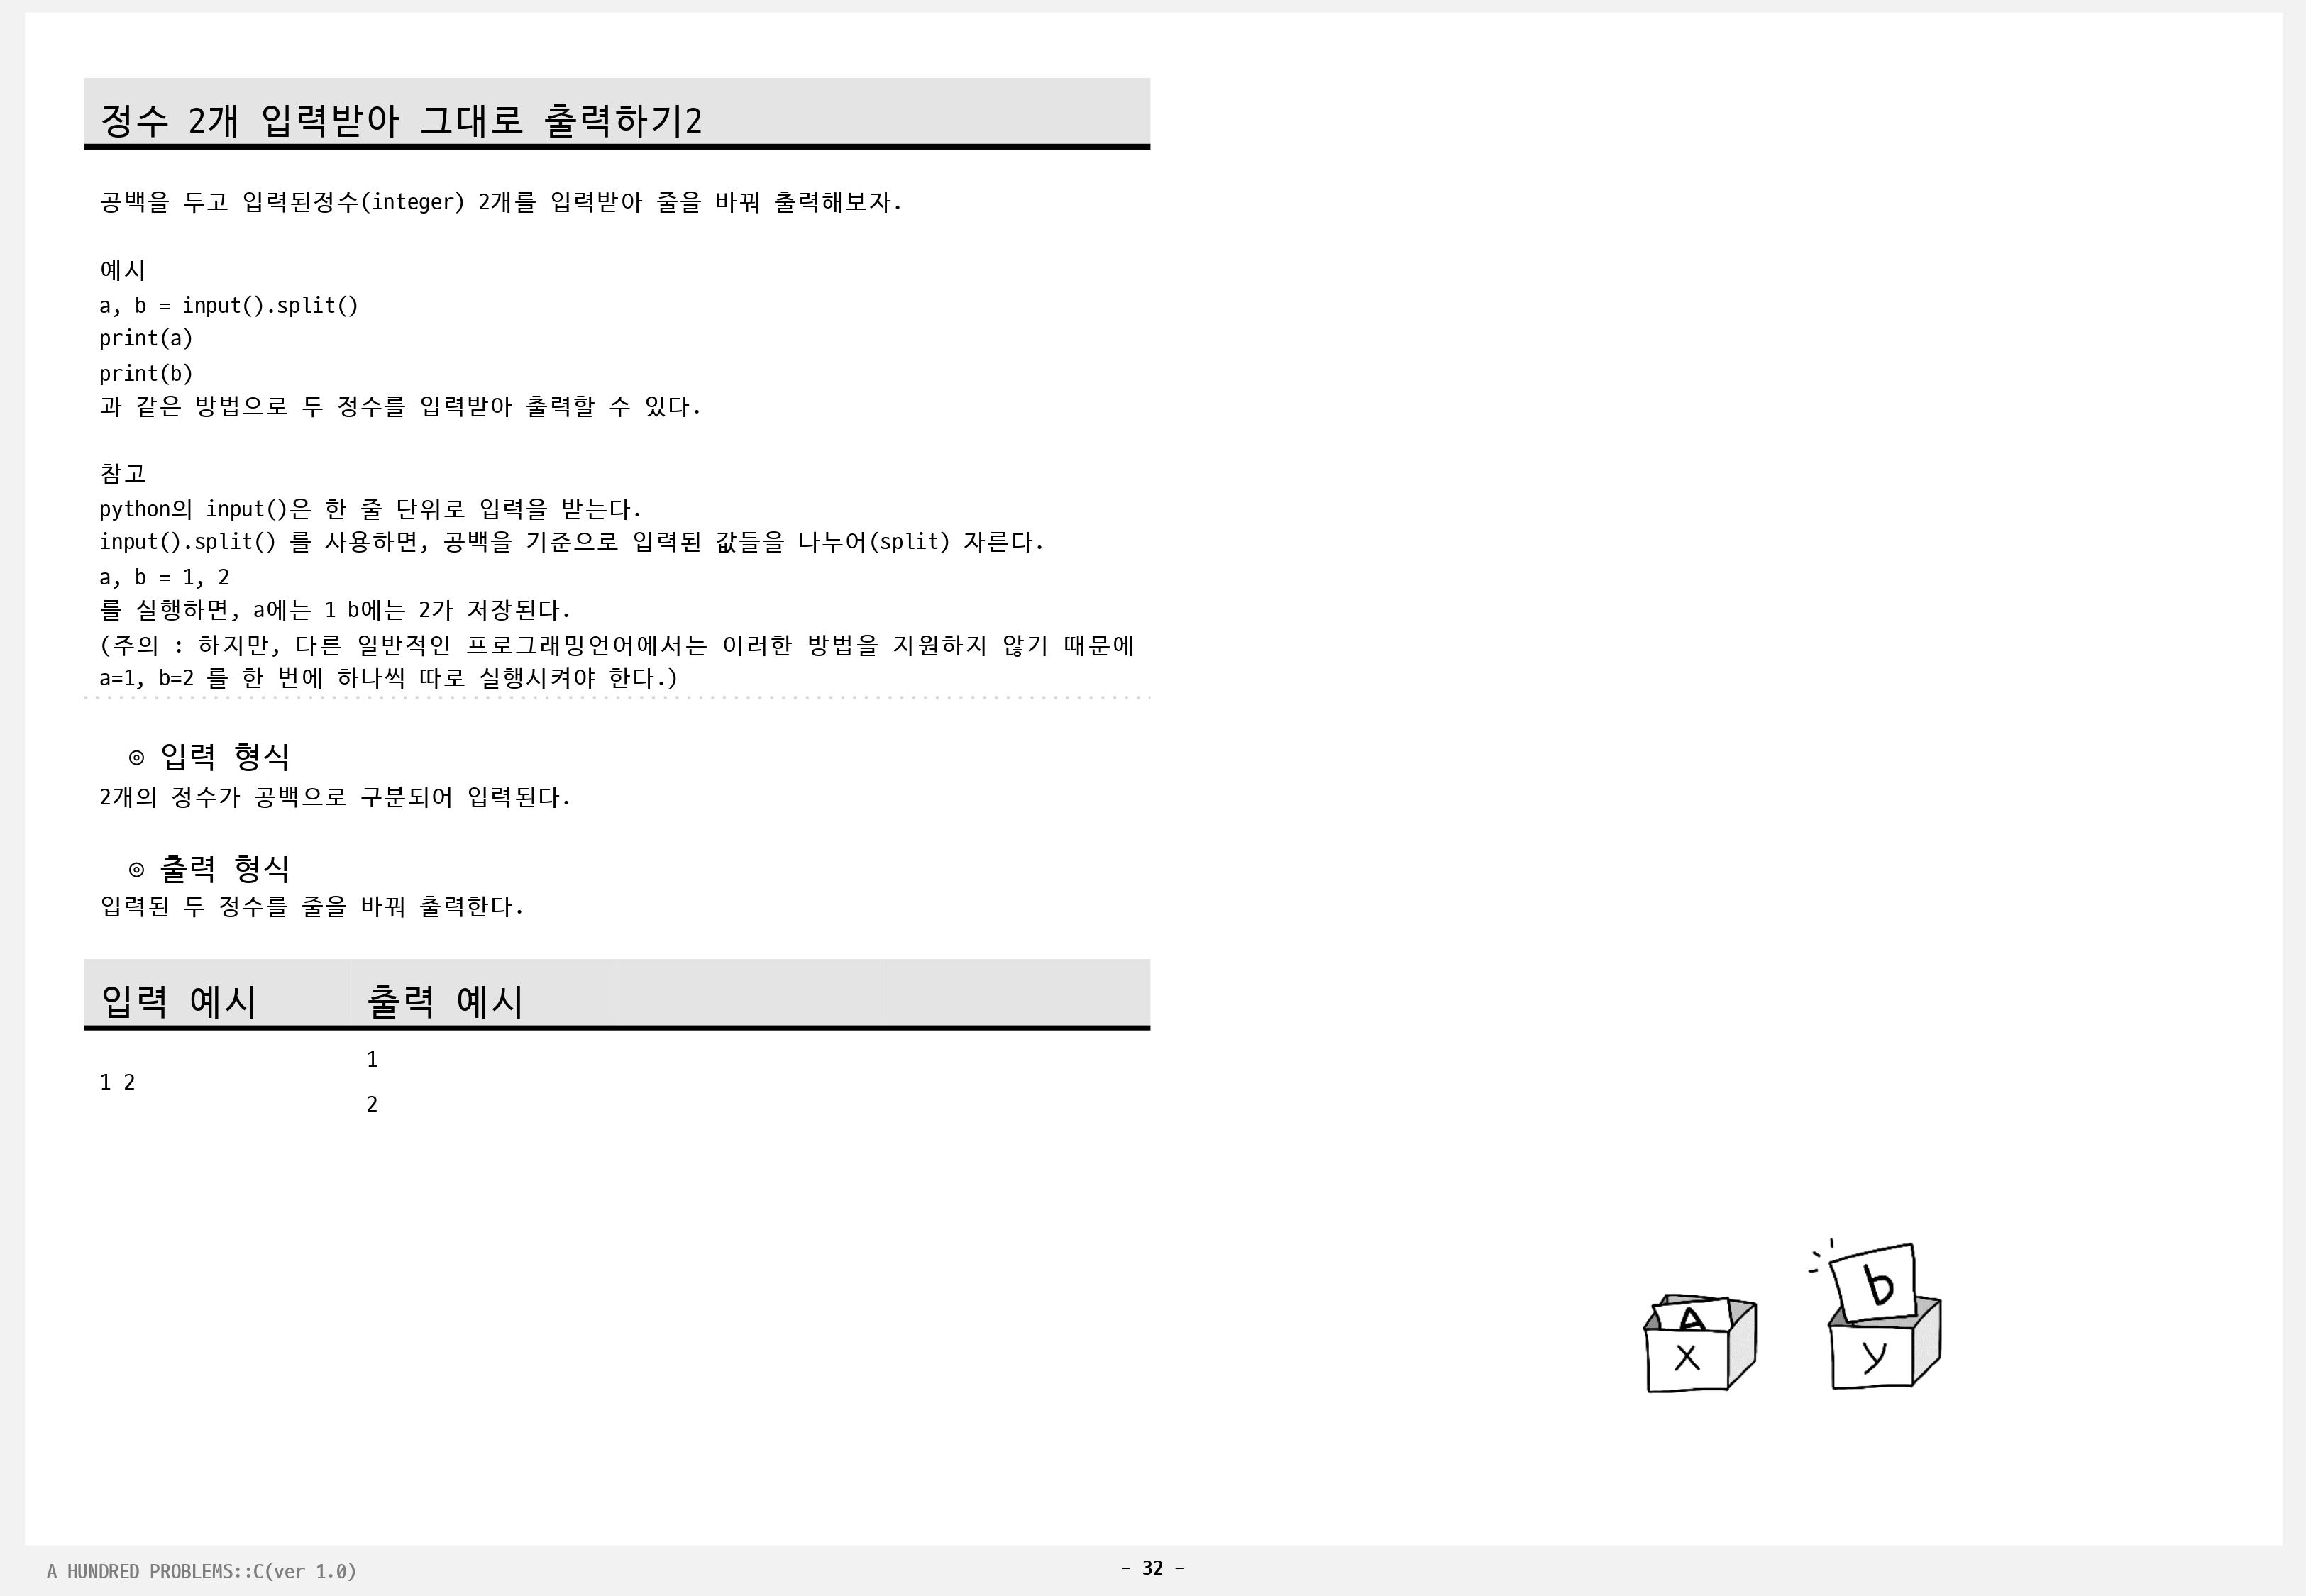 정수 2개 입력받아 그대로 출력하기2
공백을 두고 입력된정수(integer) 2개를 입력받아 줄을 바꿔 출력해보자.
예시
a, b = input().split()
print(a)
print(b)
과 같은 방법으로 두 정수를 입력받아 출력할 수 있다.
참고
python의 input()은 한 줄 단위로 입력을 받는다.
input().split() 를 사용하면, 공백을 기준으로 입력된 값들을 나누어(split) 자른다.
a, b = 1, 2
를 실행하면, a에는 1 b에는 2가 저장된다.
(주의 : 하지만, 다른 일반적인 프로그래밍언어에서는 이러한 방법을 지원하지 않기 때문에
a=1, b=2 를 한 번에 하나씩 따로 실행시켜야 한다.)
◎ 입력 형식
2개의 정수가 공백으로 구분되어 입력된다.
◎ 출력 형식
입력된 두 정수를 줄을 바꿔 출력한다.
입력 예시 출력 예시
1 2
1
2
A
X
b
y
A HUNDRED PROBLEMS::C(ver 1.0)
- 32 -